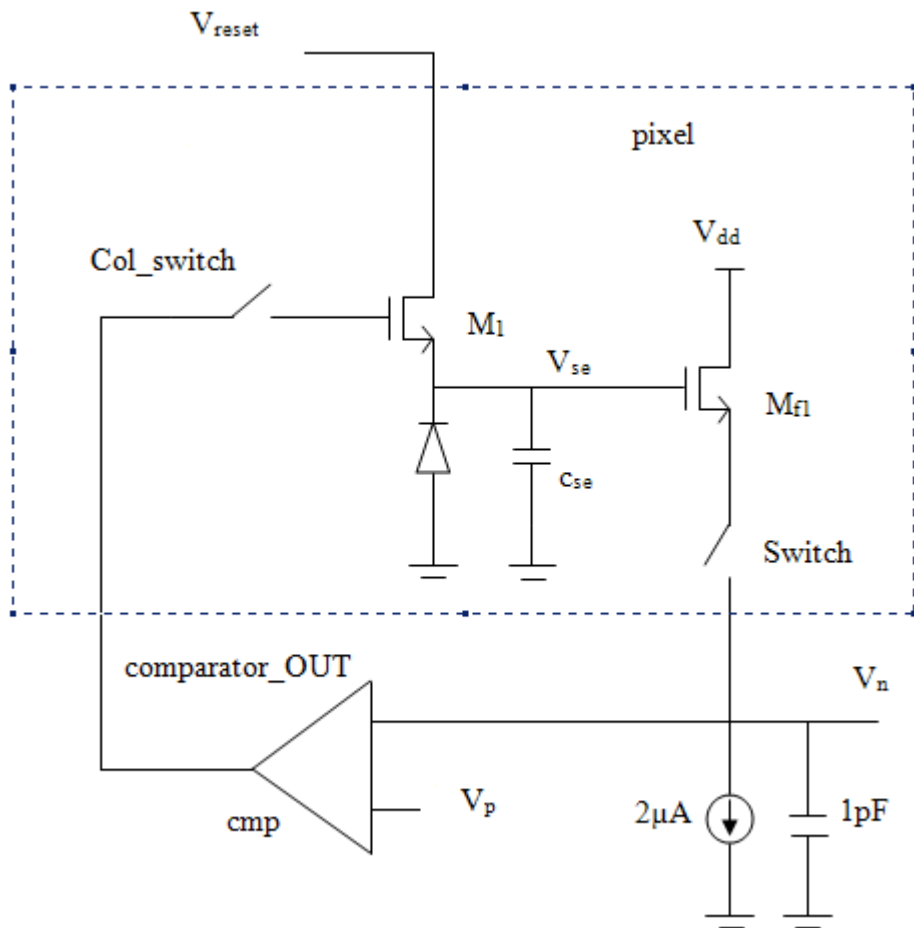 Vreset
pixel
Vdd
Col_switch
M1
Vse
Mf1
cse
Switch
comparator_OUT
Vn
Vp
2μA
1pF
cmp